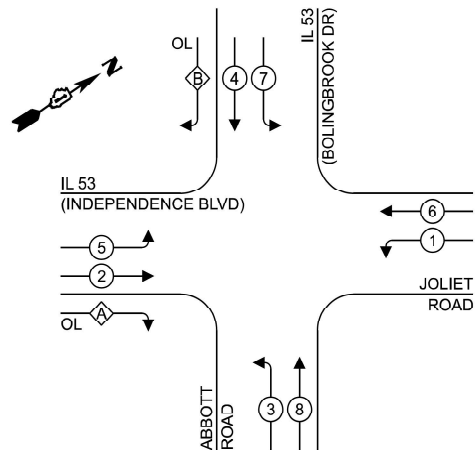 OL
B
4
7
IL 53
(BOLINGBROOK DR)
N
IL 53
(INDEPENDENCE BLVD)
6
5
1
2
JOLIET
ROAD
A
OL
ABBOTT
ROAD
3
8